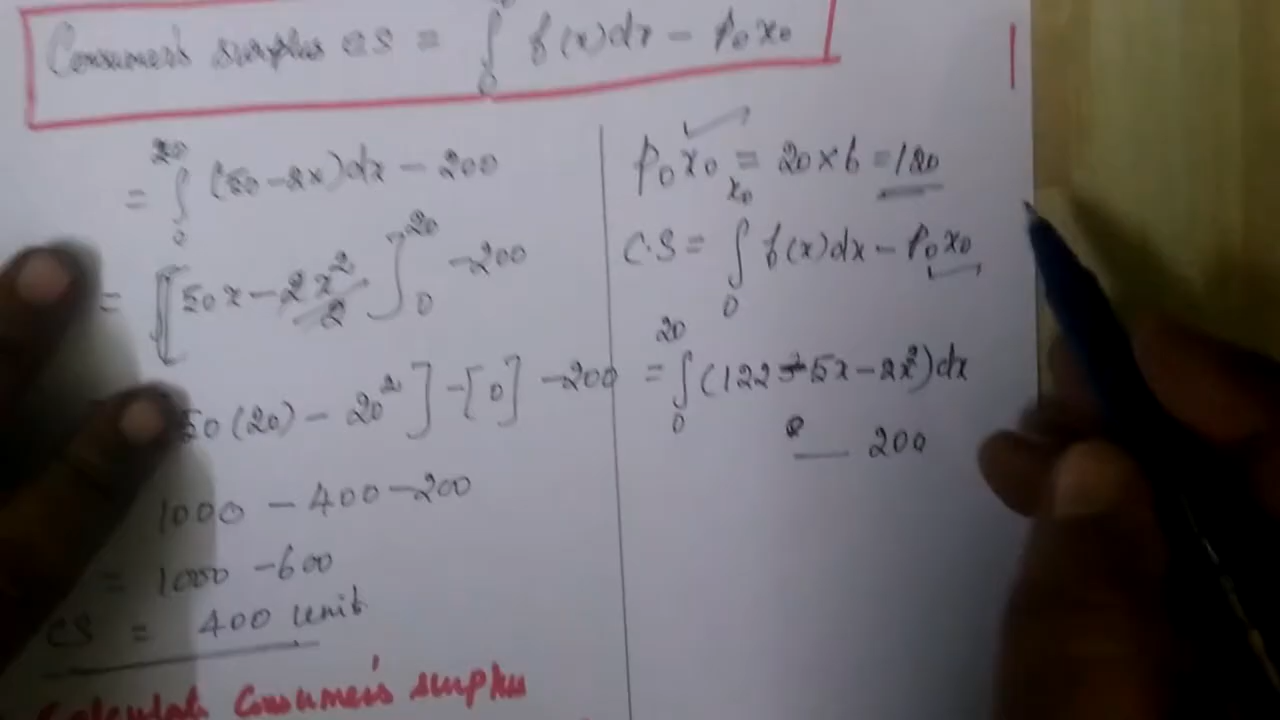 Consumer's surplus CS = ∫₀ f(x)dx - P₀x₀
= ∫₀²⁰ (50-2x)dx - 200
= [50x - 2x²/2]₀²⁰ - 200
50(20) - 20²] - [0] - 200
1000 - 400 - 200
= 1000 - 600
CS = 400 unit
Calculate Consumer's surplus
P₀x₀ = 20 × 6 = 120
C.S = ∫₀ˣ⁰ f(x)dx - P₀x₀
= ∫₀²⁰ (122 - 5x - 2x²)dx
— 200